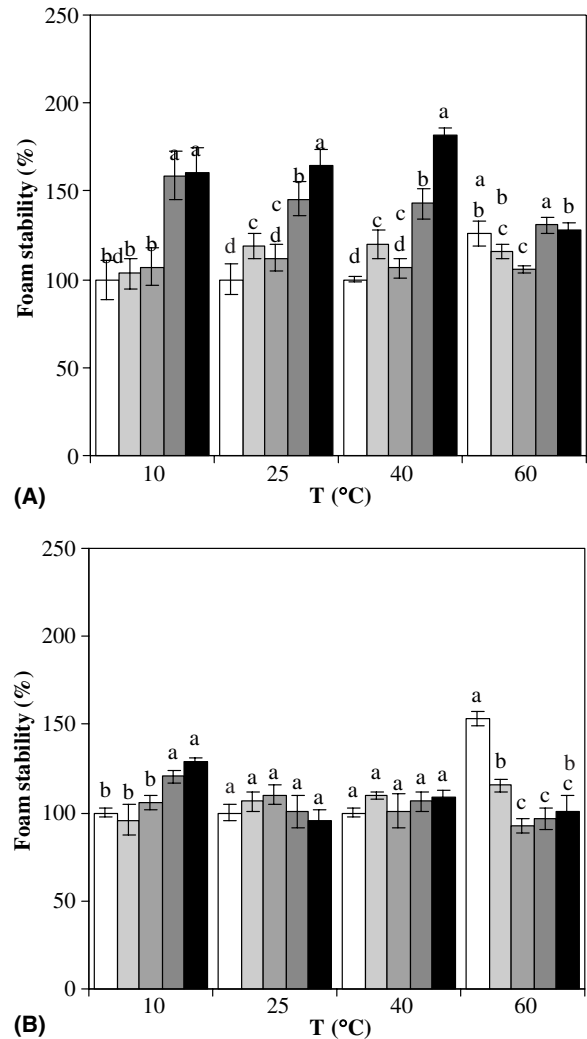 250
200
150
100
50
0
Foam stability (%)
bd b b a a
d c c d b a
d c c d b a
a b b c c a b
10 25 40 60
(A) T (°C)
250
200
150
100
50
0
Foam stability (%)
b b b a a
a a a a a
a a a a a
a b c c b c
10 25 40 60
(B) T (°C)